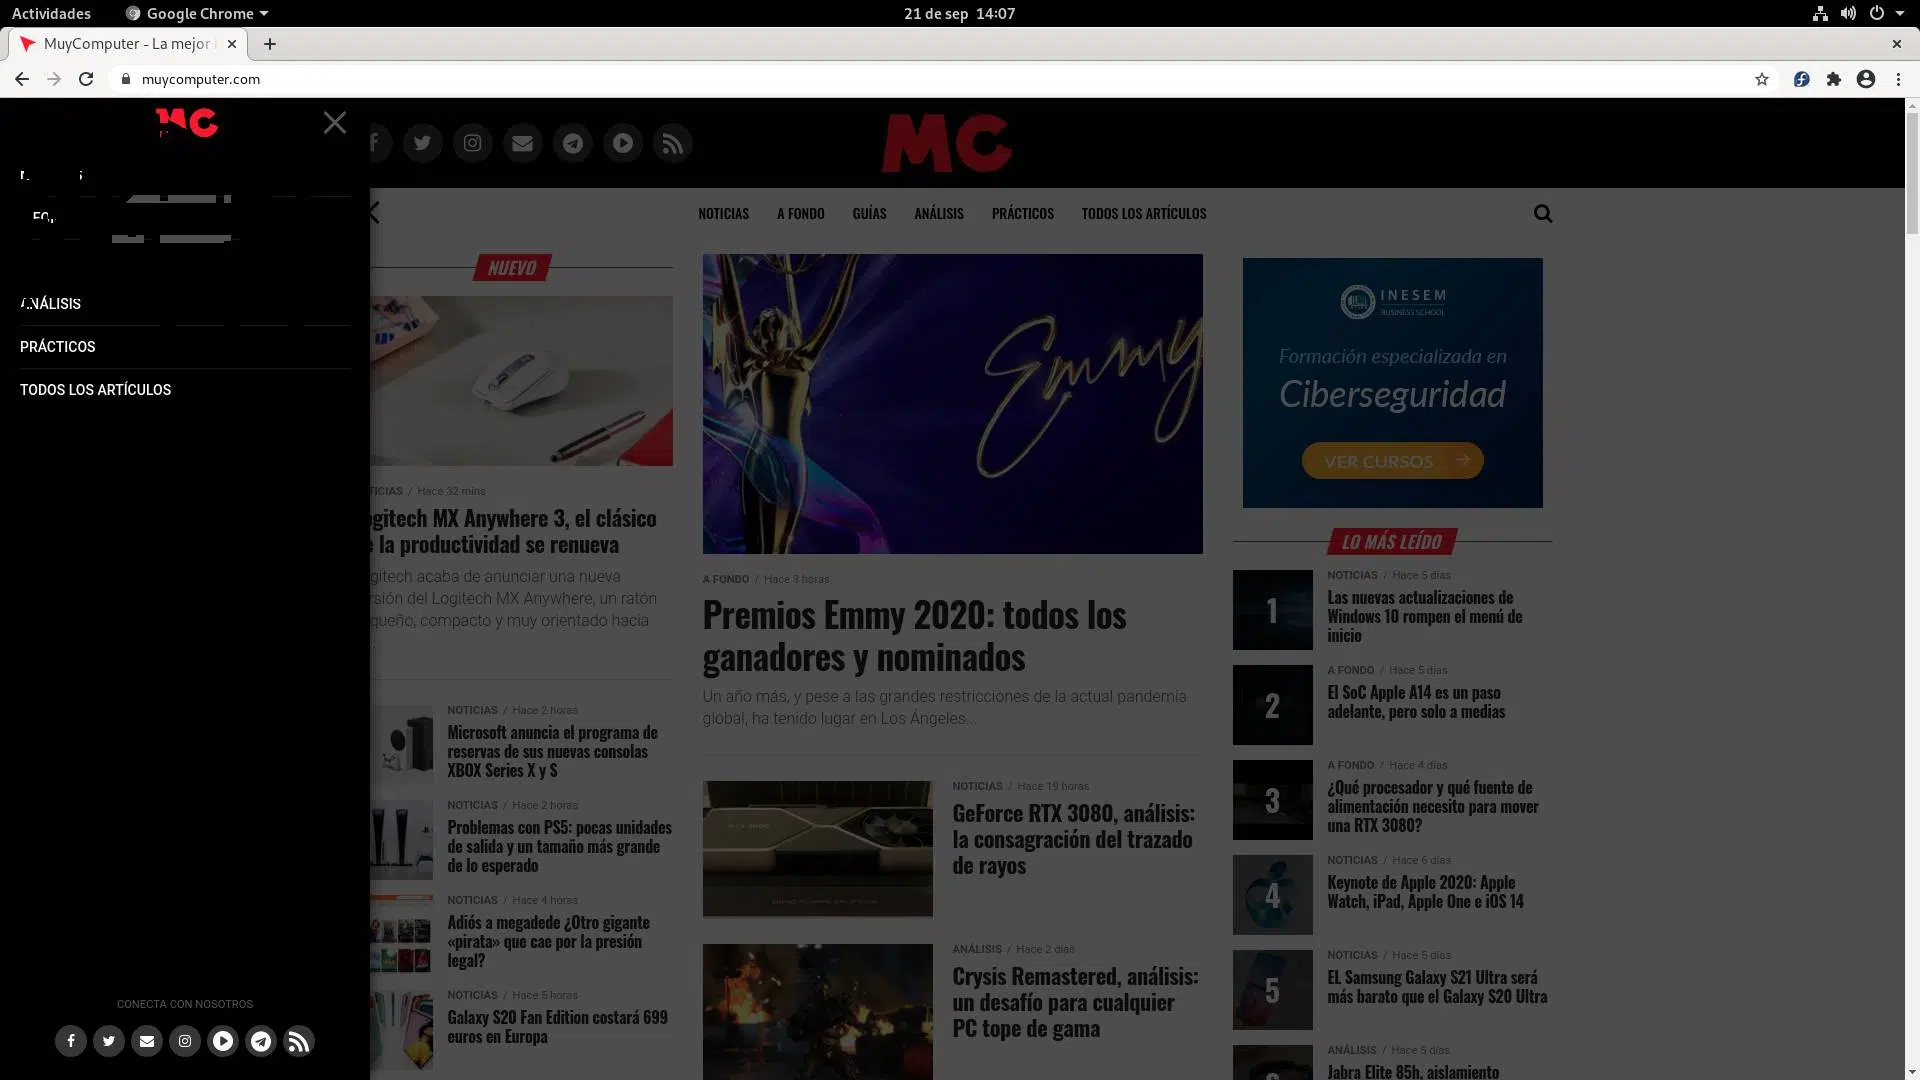 Actividades
Google Chrome
21 de sep 14:07
MuyComputer - La mejor
muycomputer.com
MC
ANÁLISIS
PRÁCTICOS
TODOS LOS ARTÍCULOS
CONECTA CON NOSOTROS
MC
NOTICIAS
A FONDO
GUÍAS
ANÁLISIS
PRÁCTICOS
TODOS LOS ARTÍCULOS
NUEVO
Hace 32 mins
MX Anywhere 3, el clásico
la productividad se renueva
acaba de anunciar una nueva
del Logitech MX Anywhere, un ratón
compacto y muy orientado hacia
NOTICIAS / Hace 2 horas
Microsoft anuncia el programa de
reservas de sus nuevas consolas
XBOX Series X y S
NOTICIAS / Hace 2 horas
Problemas con PS5: pocas unidades
de salida y un tamaño más grande
de lo esperado
NOTICIAS / Hace 4 horas
Adiós a megadede ¿Otro gigante
«pirata» que cae por la presión
legal?
NOTICIAS / Hace 5 horas
Galaxy S20 Fan Edition costará 699
euros en Europa
Emmy
A FONDO / Hace 3 horas
Premios Emmy 2020: todos los
ganadores y nominados
Un año más, y pese a las grandes restricciones de la actual pandemia
global, ha tenido lugar en Los Ángeles...
NOTICIAS / Hace 19 horas
GeForce RTX 3080, análisis:
la consagración del trazado
de rayos
ANÁLISIS / Hace 2 días
Crysis Remastered, análisis:
un desafío para cualquier
PC tope de gama
INESEM
BUSINESS SCHOOL
Formación especializada en
Ciberseguridad
VER CURSOS
LO MÁS LEÍDO
1
NOTICIAS / Hace 5 días
Las nuevas actualizaciones de
Windows 10 rompen el menú de
inicio
2
A FONDO / Hace 5 días
El SoC Apple A14 es un paso
adelante, pero solo a medias
3
A FONDO / Hace 4 días
¿Qué procesador y qué fuente de
alimentación necesito para mover
una RTX 3080?
4
NOTICIAS / Hace 6 días
Keynote de Apple 2020: Apple
Watch, iPad, Apple One e iOS 14
5
NOTICIAS / Hace 5 días
EL Samsung Galaxy S21 Ultra será
más barato que el Galaxy S20 Ultra
ANÁLISIS / Hace 5 días
Jabra Elite 85h, aislamiento